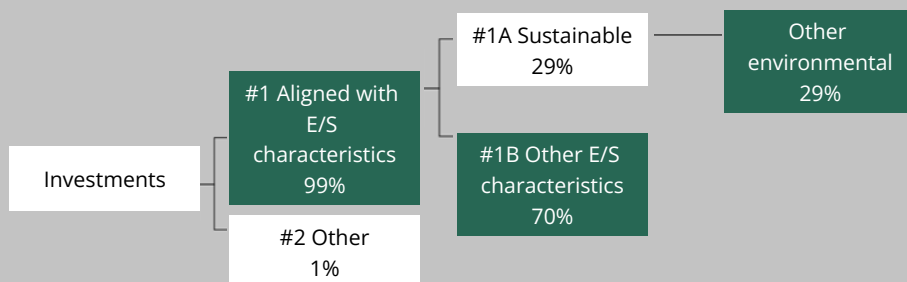 Investments
#1 Aligned with
E/S
characteristics
99%
#2 Other
1%
#1A Sustainable
29%
#1B Other E/S
characteristics
70%
Other
environmental
29%